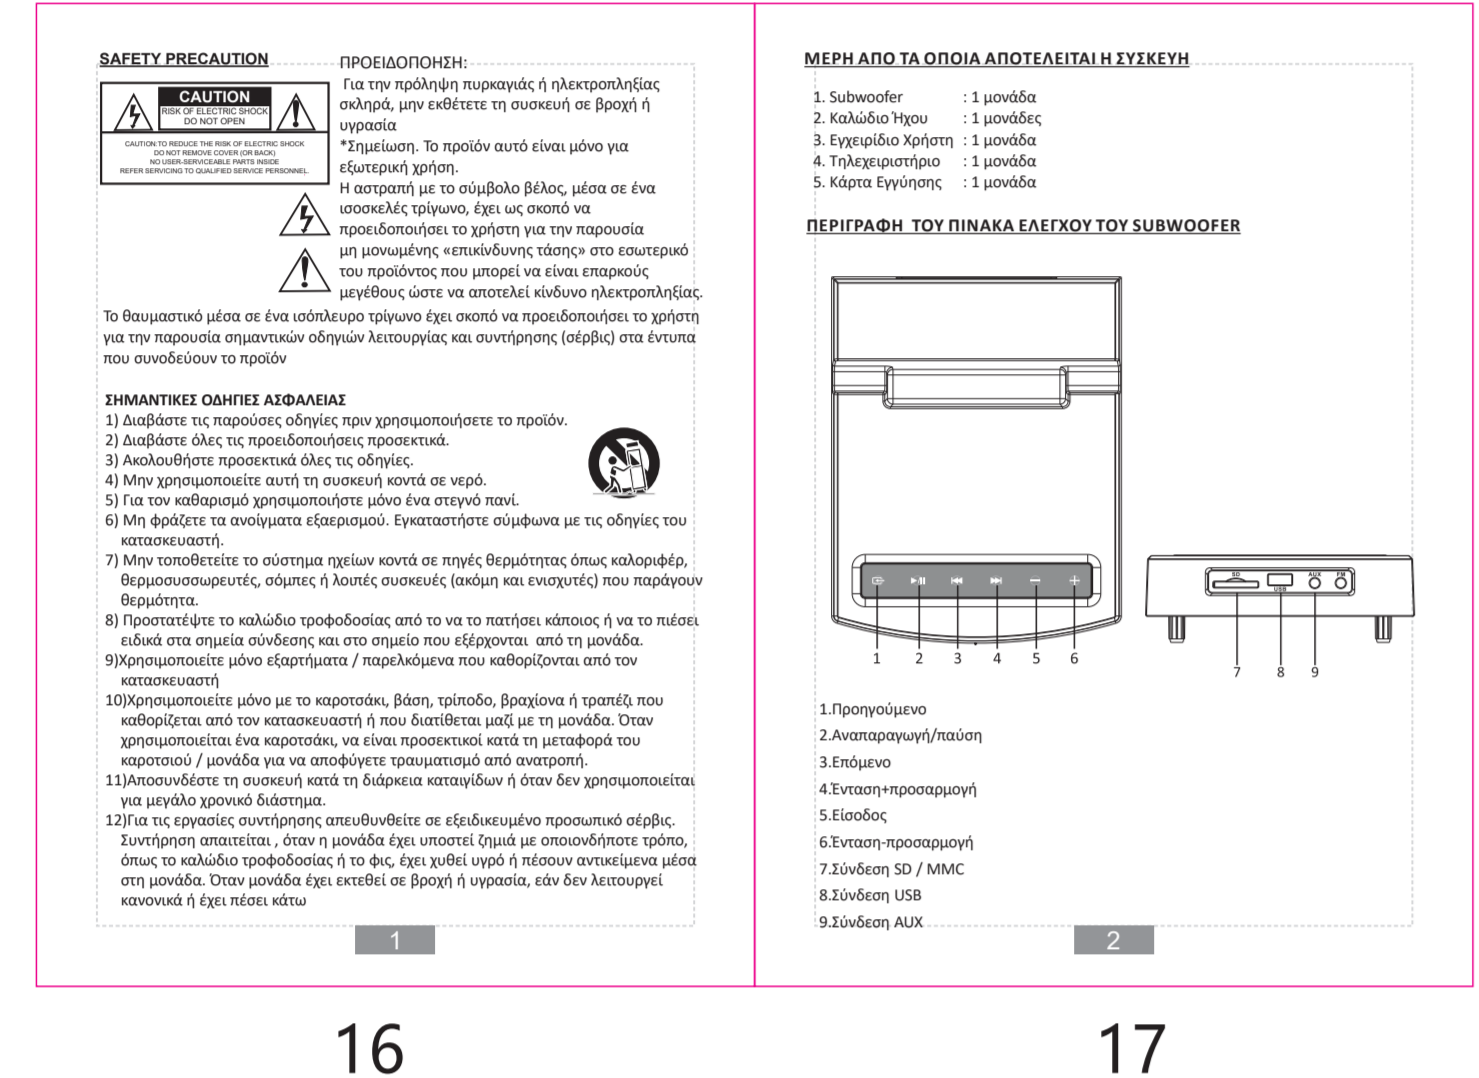 SAFETY PRECAUTION
CAUTION
RISK OF ELECTRIC SHOCK
DO NOT OPEN
CAUTION:TO REDUCE THE RISK OF ELECTRIC SHOCK
DO NOT REMOVE COVER (OR BACK)
NO USER-SERVICEABLE PARTS INSIDE
REFER SERVICING TO QUALIFIED SERVICE PERSONNEL.
ΠΡΟΕΙΔΟΠΟΗΣΗ:
Για την πρόληψη πυρκαγιάς ή ηλεκτροπληξίας
σκληρά, μην εκθέτετε τη συσκευή σε βροχή ή
υγρασία
*Σημείωση. Το προϊόν αυτό είναι μόνο για
εξωτερική χρήση.
Η αστραπή με το σύμβολο βέλος, μέσα σε ένα
ισοσκελές τρίγωνο, έχει ως σκοπό να
προειδοποιήσει το χρήστη για την παρουσία
μη μονωμένης «επικίνδυνης τάσης» στο εσωτερικό
του προϊόντος που μπορεί να είναι επαρκούς
μεγέθους ώστε να αποτελεί κίνδυνο ηλεκτροπληξίας.
Το θαυμαστικό μέσα σε ένα ισόπλευρο τρίγωνο έχει σκοπό να προειδοποιήσει το χρήστη
για την παρουσία σημαντικών οδηγιών λειτουργίας και συντήρησης (σέρβις) στα έντυπα
που συνοδεύουν το προϊόν
ΣΗΜΑΝΤΙΚΕΣ ΟΔΗΓΙΕΣ ΑΣΦΑΛΕΙΑΣ
1) Διαβάστε τις παρούσες οδηγίες πριν χρησιμοποιήσετε το προϊόν.
2) Διαβάστε όλες τις προειδοποιήσεις προσεκτικά.
3) Ακολουθήστε προσεκτικά όλες τις οδηγίες.
4) Μην χρησιμοποιείτε αυτή τη συσκευή κοντά σε νερό.
5) Για τον καθαρισμό χρησιμοποιήστε μόνο ένα στεγνό πανί.
6) Μη φράζετε τα ανοίγματα εξαερισμού. Εγκαταστήστε σύμφωνα με τις οδηγίες του
κατασκευαστή.
7) Μην τοποθετείτε το σύστημα ηχείων κοντά σε πηγές θερμότητας όπως καλοριφέρ,
θερμοσυσσωρευτές, σόμπες ή λοιπές συσκευές (ακόμη και ενισχυτές) που παράγουν
θερμότητα.
8) Προστατέψτε το καλώδιο τροφοδοσίας από το να το πατήσει κάποιος ή να το πιέσει
ειδικά στα σημεία σύνδεσης και στο σημείο που εξέρχονται από τη μονάδα.
9)Χρησιμοποιείτε μόνο εξαρτήματα / παρελκόμενα που καθορίζονται από τον
κατασκευαστή
10)Χρησιμοποιείτε μόνο με το καροτσάκι, βάση, τρίποδο, βραχίονα ή τραπέζι που
καθορίζεται από τον κατασκευαστή ή που διατίθεται μαζί με τη μονάδα. Όταν
χρησιμοποιείται ένα καροτσάκι, να είναι προσεκτικοί κατά τη μεταφορά του
καροτσιού / μονάδα για να αποφύγετε τραυματισμό από ανατροπή.
11)Αποσυνδέστε τη συσκευή κατά τη διάρκεια καταιγίδων ή όταν δεν χρησιμοποιείται
για μεγάλο χρονικό διάστημα.
12)Για τις εργασίες συντήρησης απευθυνθείτε σε εξειδικευμένο προσωπικό σέρβις.
Συντήρηση απαιτείται , όταν η μονάδα έχει υποστεί ζημιά με οποιονδήποτε τρόπο,
όπως το καλώδιο τροφοδοσίας ή το φις, έχει χυθεί υγρό ή πέσουν αντικείμενα μέσα
στη μονάδα. Όταν μονάδα έχει εκτεθεί σε βροχή ή υγρασία, εάν δεν λειτουργεί
κανονικά ή έχει πέσει κάτω
1
16
ΜΕΡΗ ΑΠΟ ΤΑ ΟΠΟΙΑ ΑΠΟΤΕΛΕΙΤΑΙ Η ΣΥΣΚΕΥΗ
1. Subwoofer : 1 μονάδα
2. Καλώδιο Ήχου : 1 μονάδες
3. Εγχειρίδιο Χρήστη : 1 μονάδα
4. Τηλεχειριστήριο : 1 μονάδα
5. Κάρτα Εγγύησης : 1 μονάδα
ΠΕΡΙΓΡΑΦΗ ΤΟΥ ΠΙΝΑΚΑ ΕΛΕΓΧΟΥ ΤΟΥ SUBWOOFER
SD USB AUX FM
1 2 3 4 5 6
7 8 9
1.Προηγούμενο
2.Αναπαραγωγή/παύση
3.Επόμενο
4.Ένταση+προσαρμογή
5.Είσοδος
6.Ένταση-προσαρμογή
7.Σύνδεση SD / MMC
8.Σύνδεση USB
9.Σύνδεση AUX
2
17